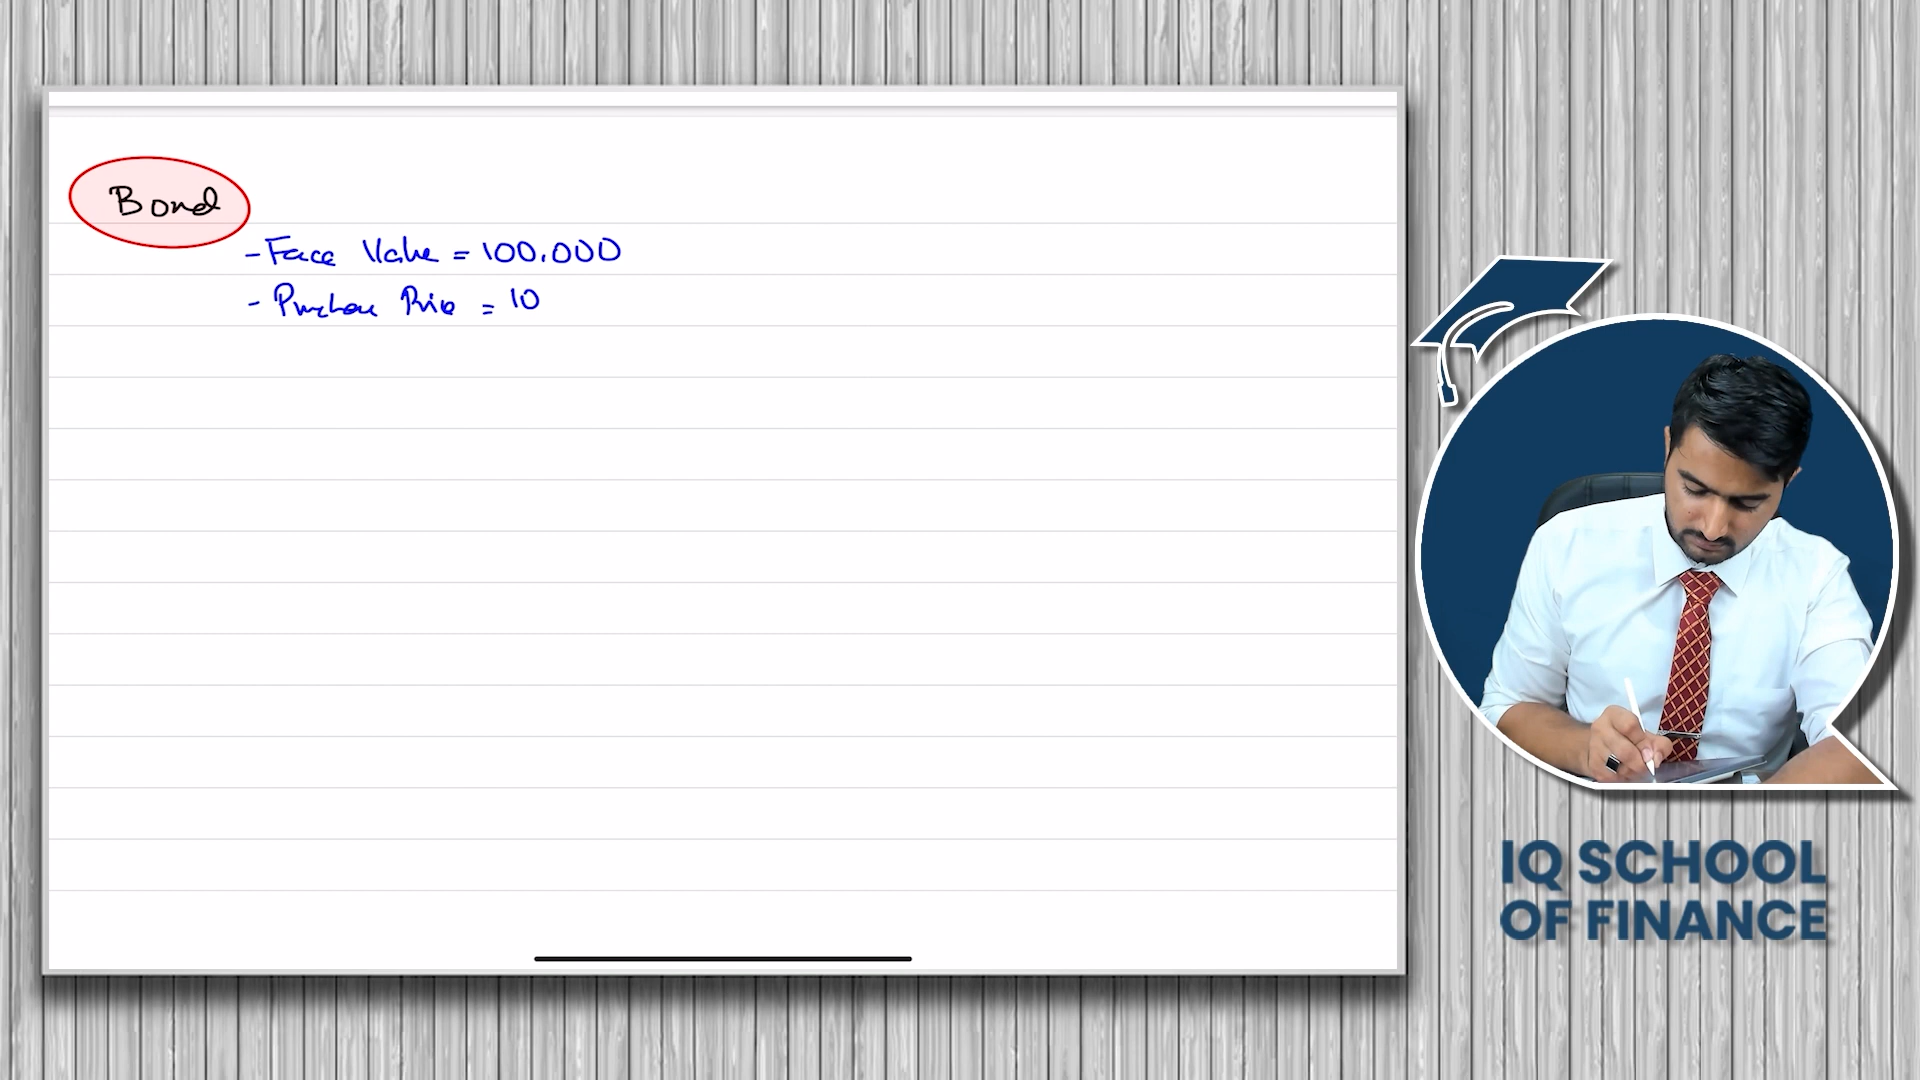 Bond
- Face Value = 100,000
- Purchase Price = 10
IQ SCHOOL
OF FINANCE